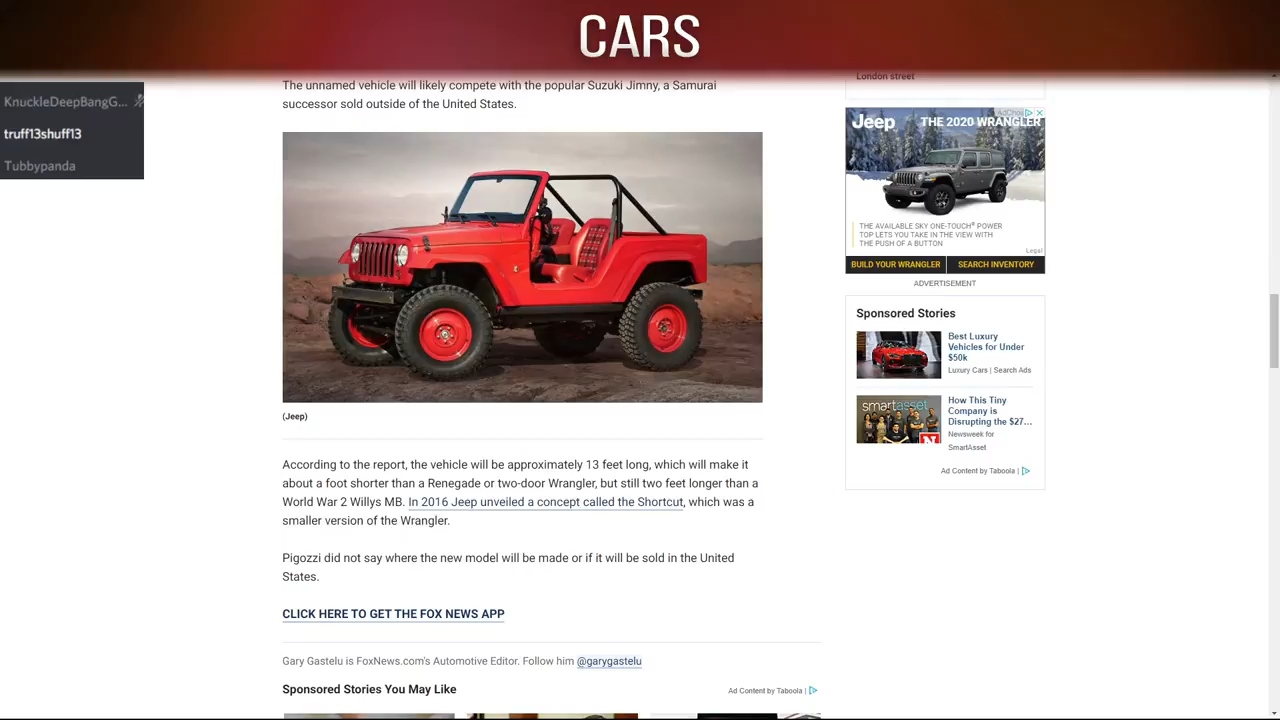 CARS
KnuckleDeepBangG...
truff13shuff13
Tubbypanda
The unnamed vehicle will likely compete with the popular Suzuki Jimny, a Samurai
successor sold outside of the United States.
(Jeep)
According to the report, the vehicle will be approximately 13 feet long, which will make it
about a foot shorter than a Renegade or two-door Wrangler, but still two feet longer than a
World War 2 Willys MB. In 2016 Jeep unveiled a concept called the Shortcut, which was a
smaller version of the Wrangler.
Pigozzi did not say where the new model will be made or if it will be sold in the United
States.
CLICK HERE TO GET THE FOX NEWS APP
Gary Gastelu is FoxNews.com's Automotive Editor. Follow him @garygastelu
Sponsored Stories You May Like
Ad Content by Taboola |
London street
AdChoi
Jeep
THE 2020 WRANGLER
THE AVAILABLE SKY ONE-TOUCH® POWER
TOP LETS YOU TAKE IN THE VIEW WITH
THE PUSH OF A BUTTON
Legal
BUILD YOUR WRANGLER
SEARCH INVENTORY
ADVERTISEMENT
Sponsored Stories
Best Luxury
Vehicles for Under
$50k
Luxury Cars | Search Ads
smartasset
N
How This Tiny
Company is
Disrupting the $27...
Newsweek for
SmartAsset
Ad Content by Taboola |